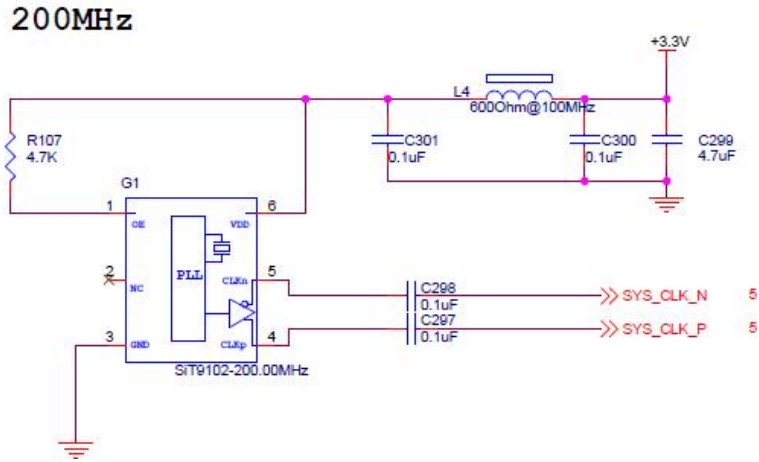 200MHz
+3.3V
L4
600Ohm@100MHz
R107
4.7K
C301
0.1uF
C300
0.1uF
C299
4.7uF
G1
1
OE
VDD
6
PLL
2
NC
CLKn
5
C298
0.1uF
SYS_CLK_N
5
C297
0.1uF
SYS_CLK_P
5
3
GND
CLKp
4
SiT9102-200.00MHz